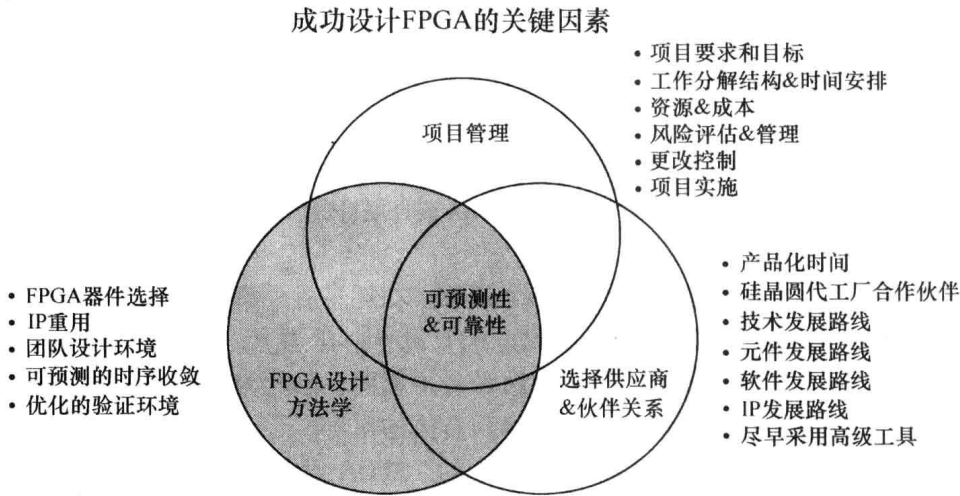 成功设计FPGA的关键因素
• 项目要求和目标
• 工作分解结构&时间安排
• 资源&成本
• 风险评估&管理
• 更改控制
• 项目实施
项目管理
• FPGA器件选择
• IP重用
• 团队设计环境
• 可预测的时序收敛
• 优化的验证环境
可预测性
&可靠性
FPGA设计
方法学
选择供应商
&伙伴关系
• 产品化时间
• 硅晶圆代工厂合作伙伴
• 技术发展路线
• 元件发展路线
• 软件发展路线
• IP发展路线
• 尽早采用高级工具